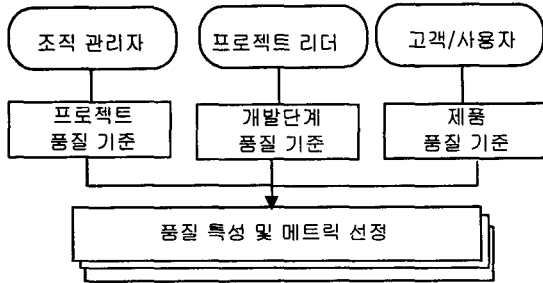 조직 관리자
프로젝트 리더
고객/사용자
프로젝트
품질 기준
개발단계
품질 기준
제품
품질 기준
품질 특성 및 메트릭 선정